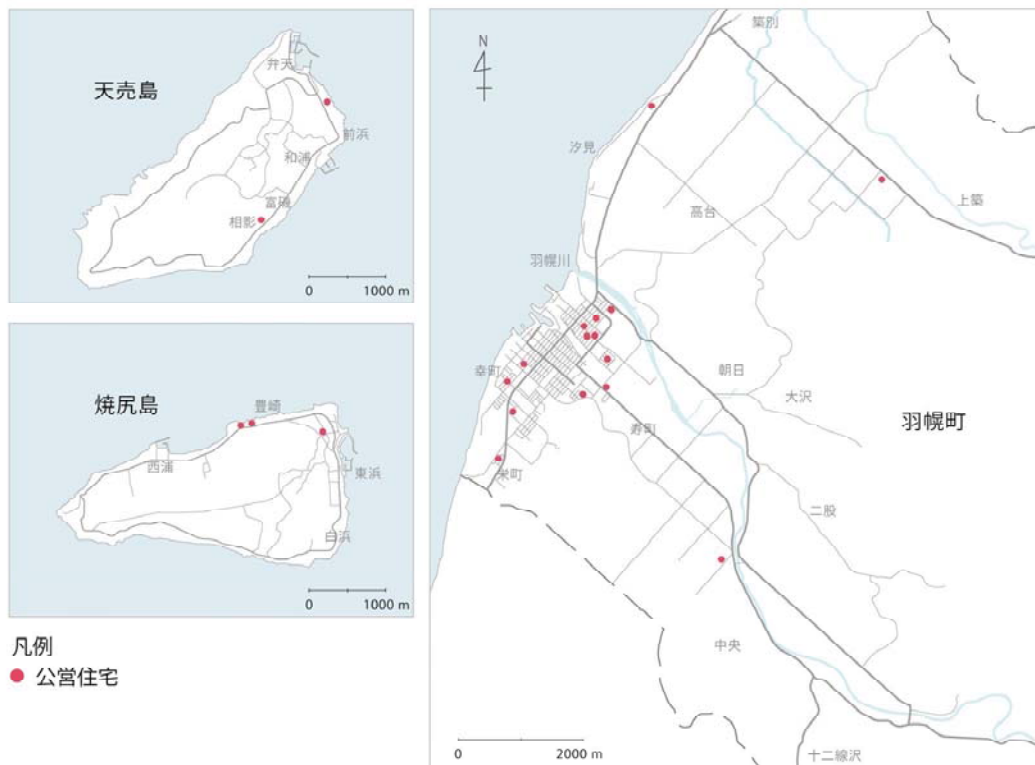 天売島
弁天
前浜
和浦
富磯
相影
0
1000 m
焼尻島
豊崎
西浦
東浜
白浜
0
1000 m
凡例
公営住宅
N
築別
汐見
高台
上築
羽幌川
幸町
朝日
大沢
羽幌町
寿町
栄町
二股
中央
十二線沢
0
2000 m